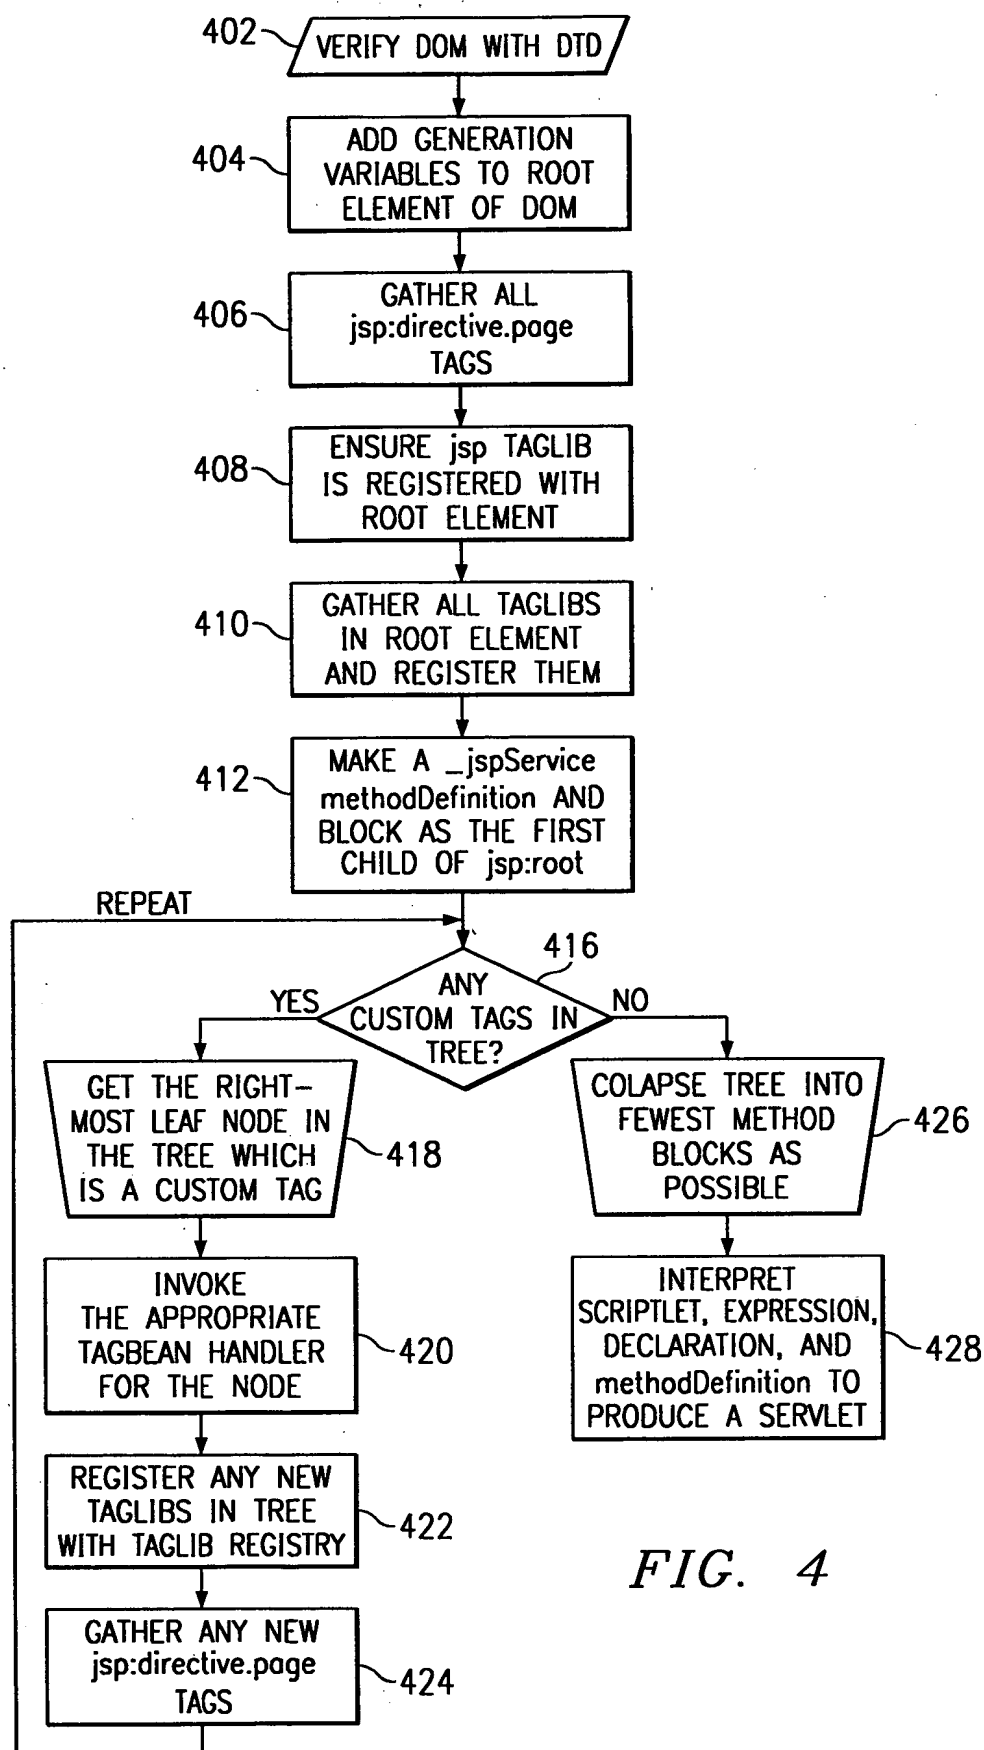 402
VERIFY DOM WITH DTD
404
ADD GENERATION
VARIABLES TO ROOT
ELEMENT OF DOM
406
GATHER ALL
jsp:directive.page
TAGS
408
ENSURE jsp TAGLIB
IS REGISTERED WITH
ROOT ELEMENT
410
GATHER ALL TAGLIBS
IN ROOT ELEMENT
AND REGISTER THEM
412
MAKE A _jspService
methodDefinition AND
BLOCK AS THE FIRST
CHILD OF jsp:root
REPEAT
416
ANY
CUSTOM TAGS IN
TREE?
YES
NO
GET THE RIGHT-
MOST LEAF NODE IN
THE TREE WHICH
IS A CUSTOM TAG
418
COLAPSE TREE INTO
FEWEST METHOD
BLOCKS AS
POSSIBLE
426
INVOKE
THE APPROPRIATE
TAGBEAN HANDLER
FOR THE NODE
420
INTERPRET
SCRIPTLET, EXPRESSION,
DECLARATION, AND
methodDefinition TO
PRODUCE A SERVLET
428
REGISTER ANY NEW
TAGLIBS IN TREE
WITH TAGLIB REGISTRY
422
GATHER ANY NEW
jsp:directive.page
TAGS
424
FIG. 4